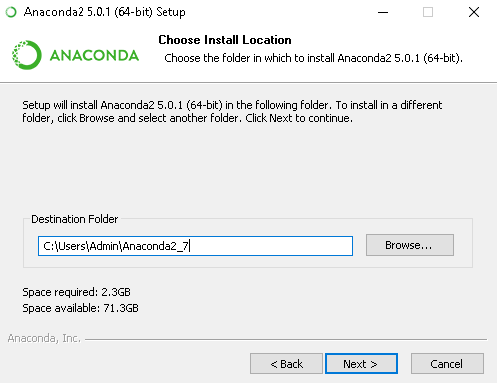 Anaconda2 5.0.1 (64-bit) Setup
ANACONDA
Choose Install Location
Choose the folder in which to install Anaconda2 5.0.1 (64-bit).
Setup will install Anaconda2 5.0.1 (64-bit) in the following folder. To install in a different
folder, click Browse and select another folder. Click Next to continue.
Destination Folder
C:\Users\Admin\Anaconda2_7
Browse...
Space required: 2.3GB
Space available: 71.3GB
Anaconda, Inc.
< Back
Next >
Cancel